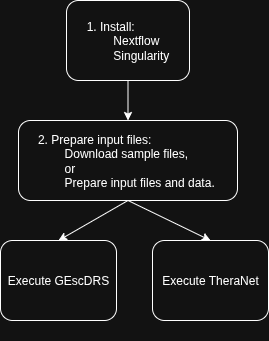 1. Install:
Nextflow
Singularity
2. Prepare input files:
Download sample files,
or
Prepare input files and data.
Execute GEscDRS
Execute TheraNet